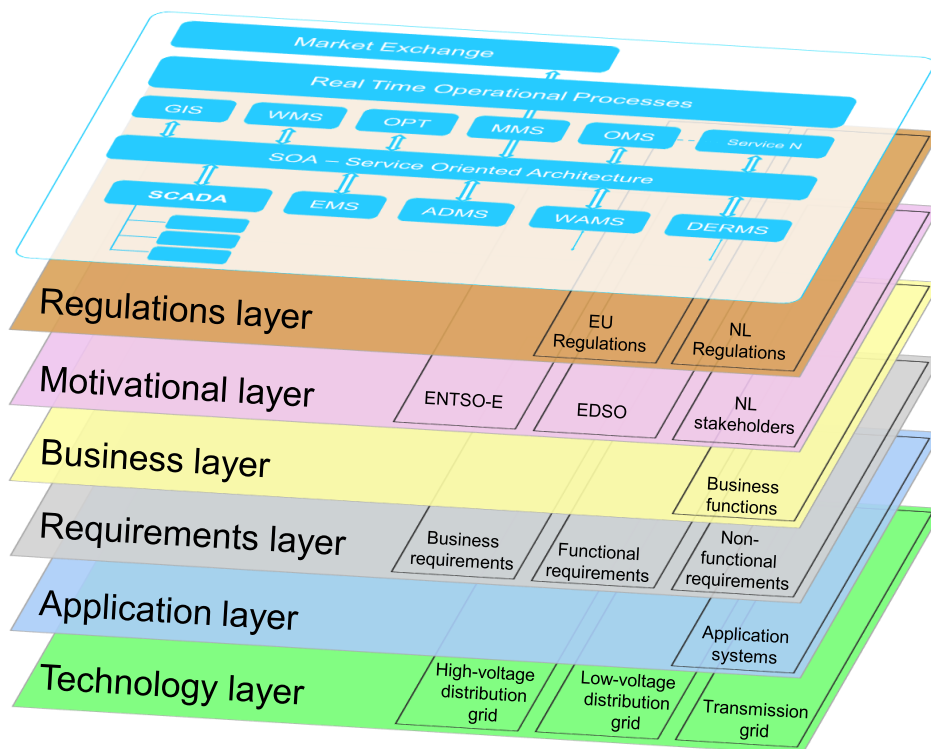 Market Exchange
Real Time Operational Processes
GIS
WMS
OPT
MMS
OMS
Service N
SOA – Service Oriented Architecture
SCADA
EMS
ADMS
WAMS
DERMS
Regulations layer
EU
Regulations
NL
Regulations
Motivational layer
ENTSO-E
EDSO
NL
stakeholders
Business layer
Business
functions
Requirements layer
Business
requirements
Functional
requirements
Non-
functional
requirements
Application layer
Application
systems
Technology layer
High-voltage
distribution
grid
Low-voltage
distribution
grid
Transmission
grid